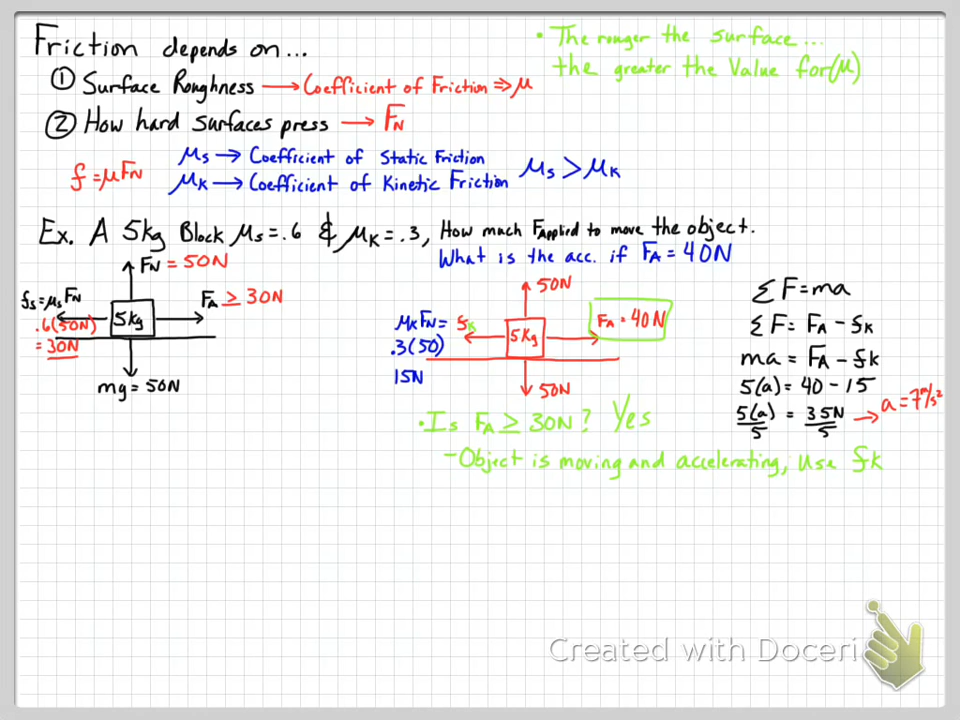 Friction depends on...
• The rouger the surface...
the greater the Value for (μ)
① Surface Roughness → Coefficient of Friction ⇒ μ
② How hard surfaces press → FN
f = μFN
μs → Coefficient of Static Friction
μK → Coefficient of Kinetic Friction
μs > μK
Ex. A 5kg Block μs = .6 & μK = .3, How much Fapplied to move the object.
What is the acc. if FA = 40N
FN = 50N
fs = μs FN
.6(50N)
= 30N
5kg
FA ≥ 30N
mg = 50N
50N
μK FN = fk
.3(50)
15N
5kg
FA = 40N
50N
ΣF = ma
ΣF = FA - fk
ma = FA - fk
5(a) = 40 - 15
5(a)/5 = 35N/5 → a = 7 m/s²
• Is FA ≥ 30N? Yes
- Object is moving and accelerating, use fk
Created with Doceri